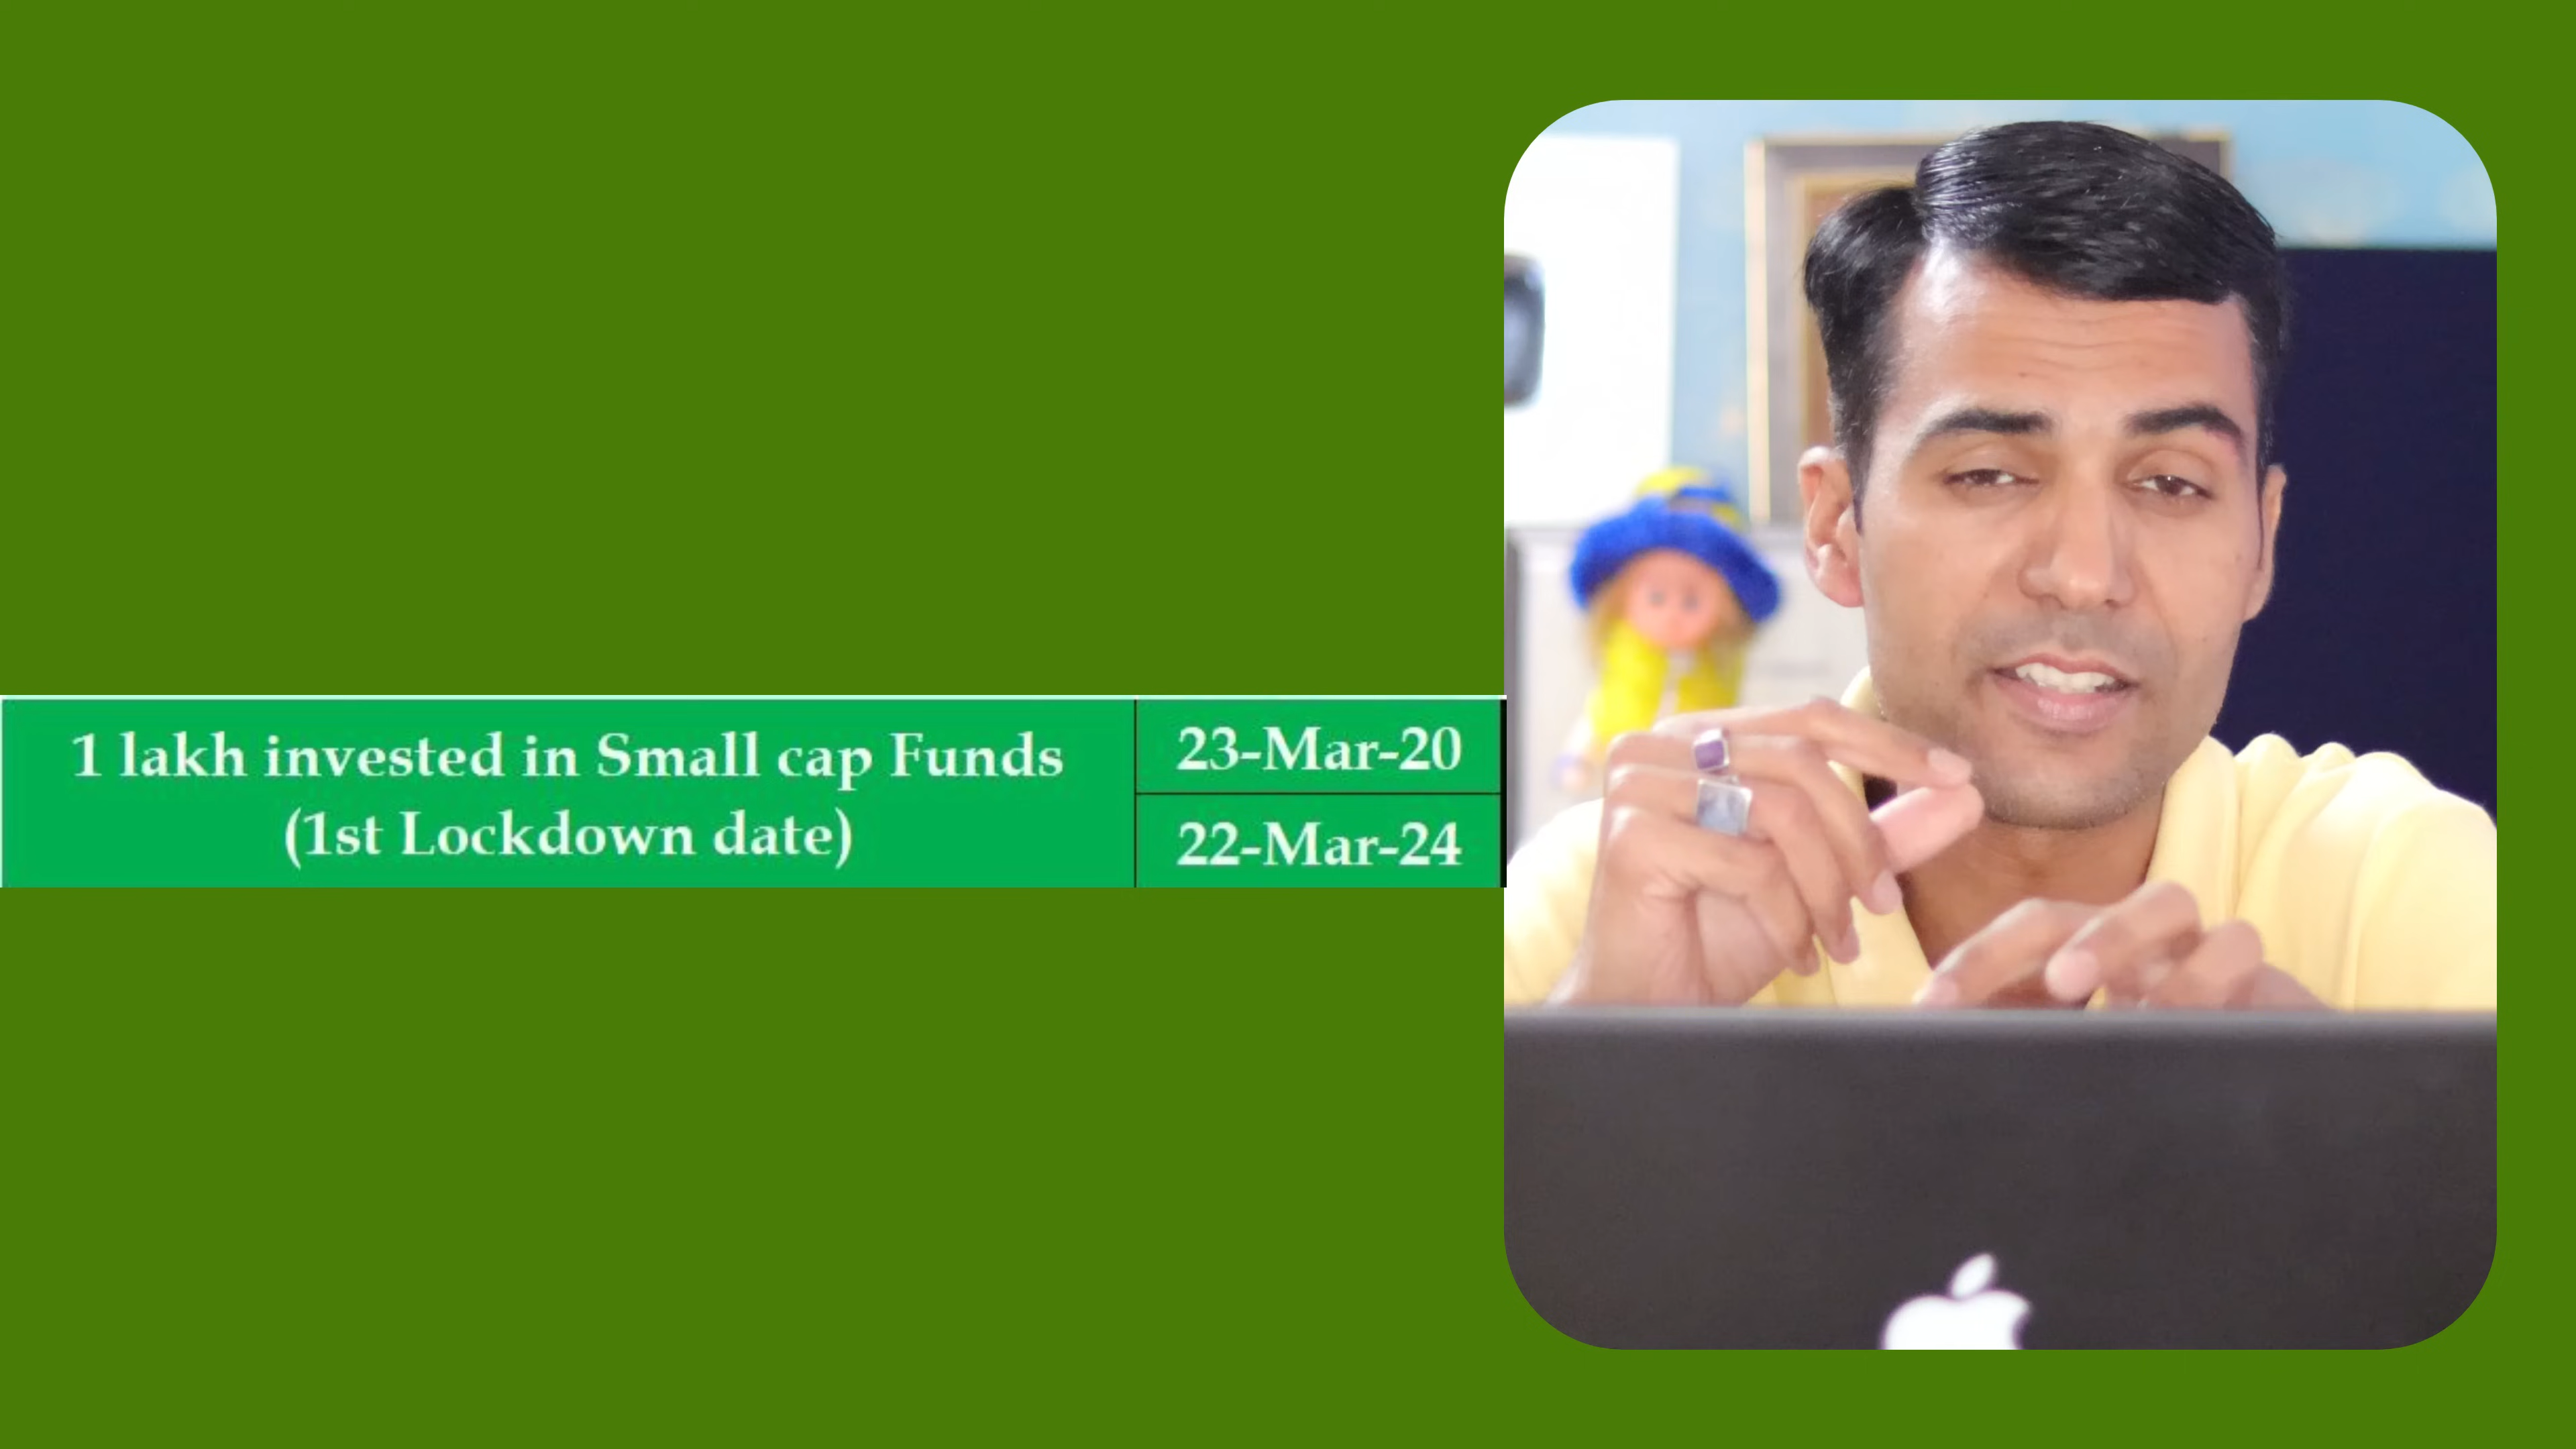 1 lakh invested in Small cap Funds
(1st Lockdown date)
23-Mar-20
22-Mar-24